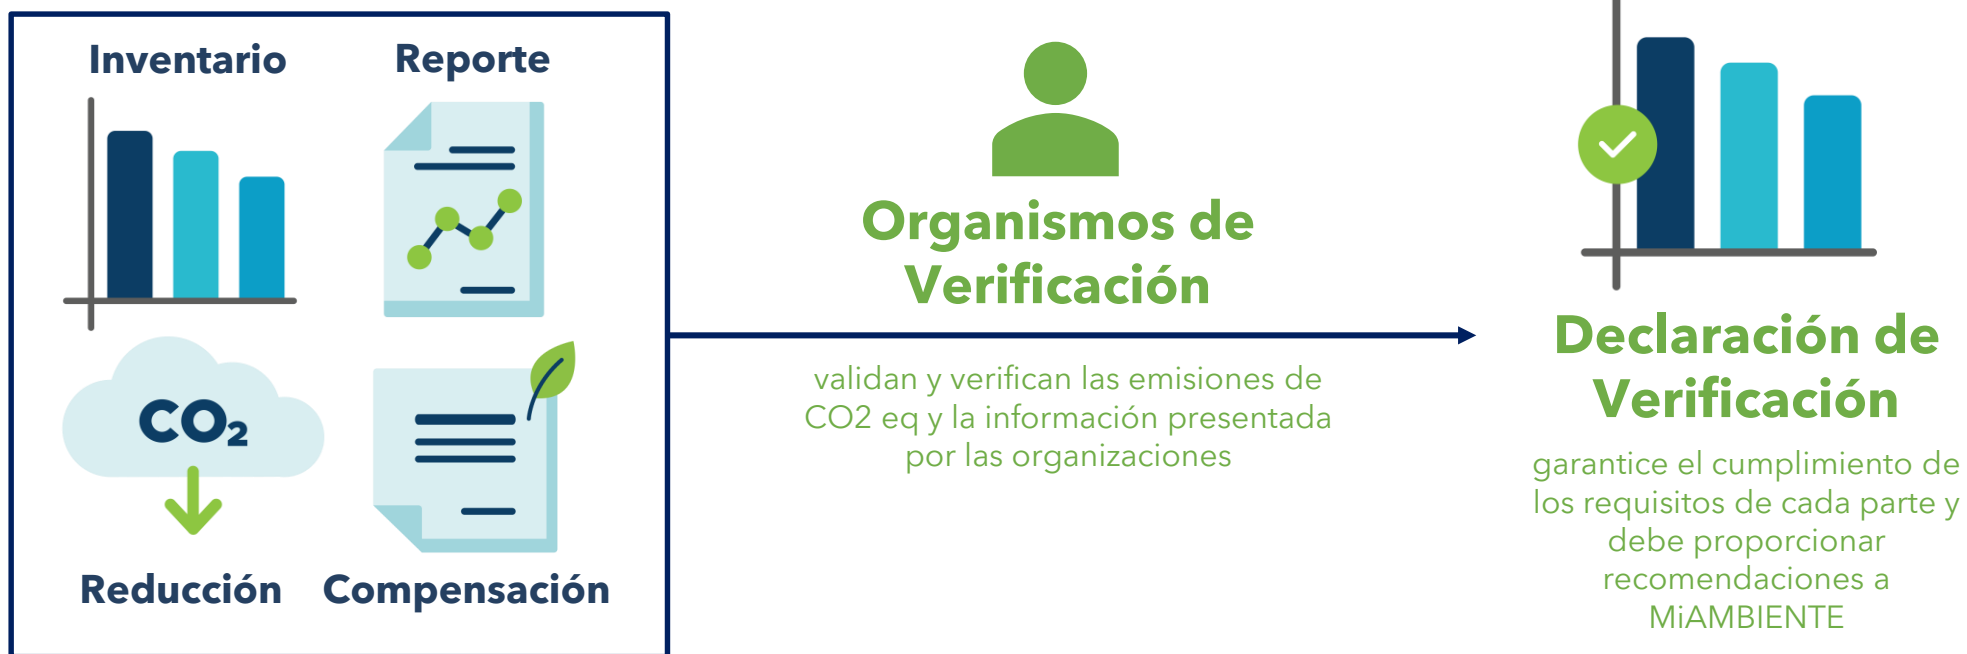 Inventario
Reporte
CO₂
Reducción
Compensación
Organismos de
Verificación
validan y verifican las emisiones de
CO2 eq y la información presentada
por las organizaciones
Declaración de
Verificación
garantice el cumplimiento de
los requisitos de cada parte y
debe proporcionar
recomendaciones a
MiAMBIENTE